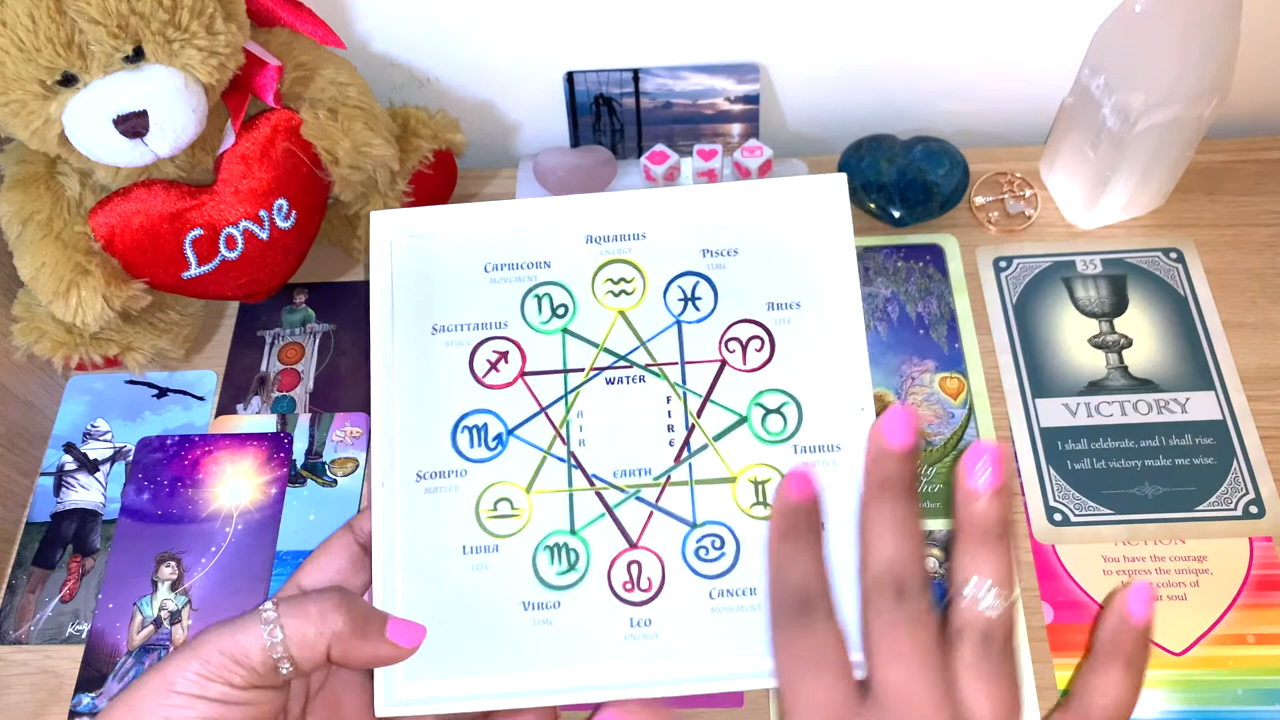 Love
AQUARIUS
ENERGY
CAPRICORN
MOVEMENT
PISCES
TIME
SAGITTARIUS
SPACE
ARIES
LIFE
WATER
AIR
FIRE
EARTH
SCORPIO
MATTER
TAURUS
MATTER
LIBRA
LIFE
VIRGO
TIME
LEO
ENERGY
CANCER
MOVEMENT
35
VICTORY
I shall celebrate, and I shall rise.
I will let victory make me wise.
ACTION
You have the courage
to express the unique,
colors of
soul